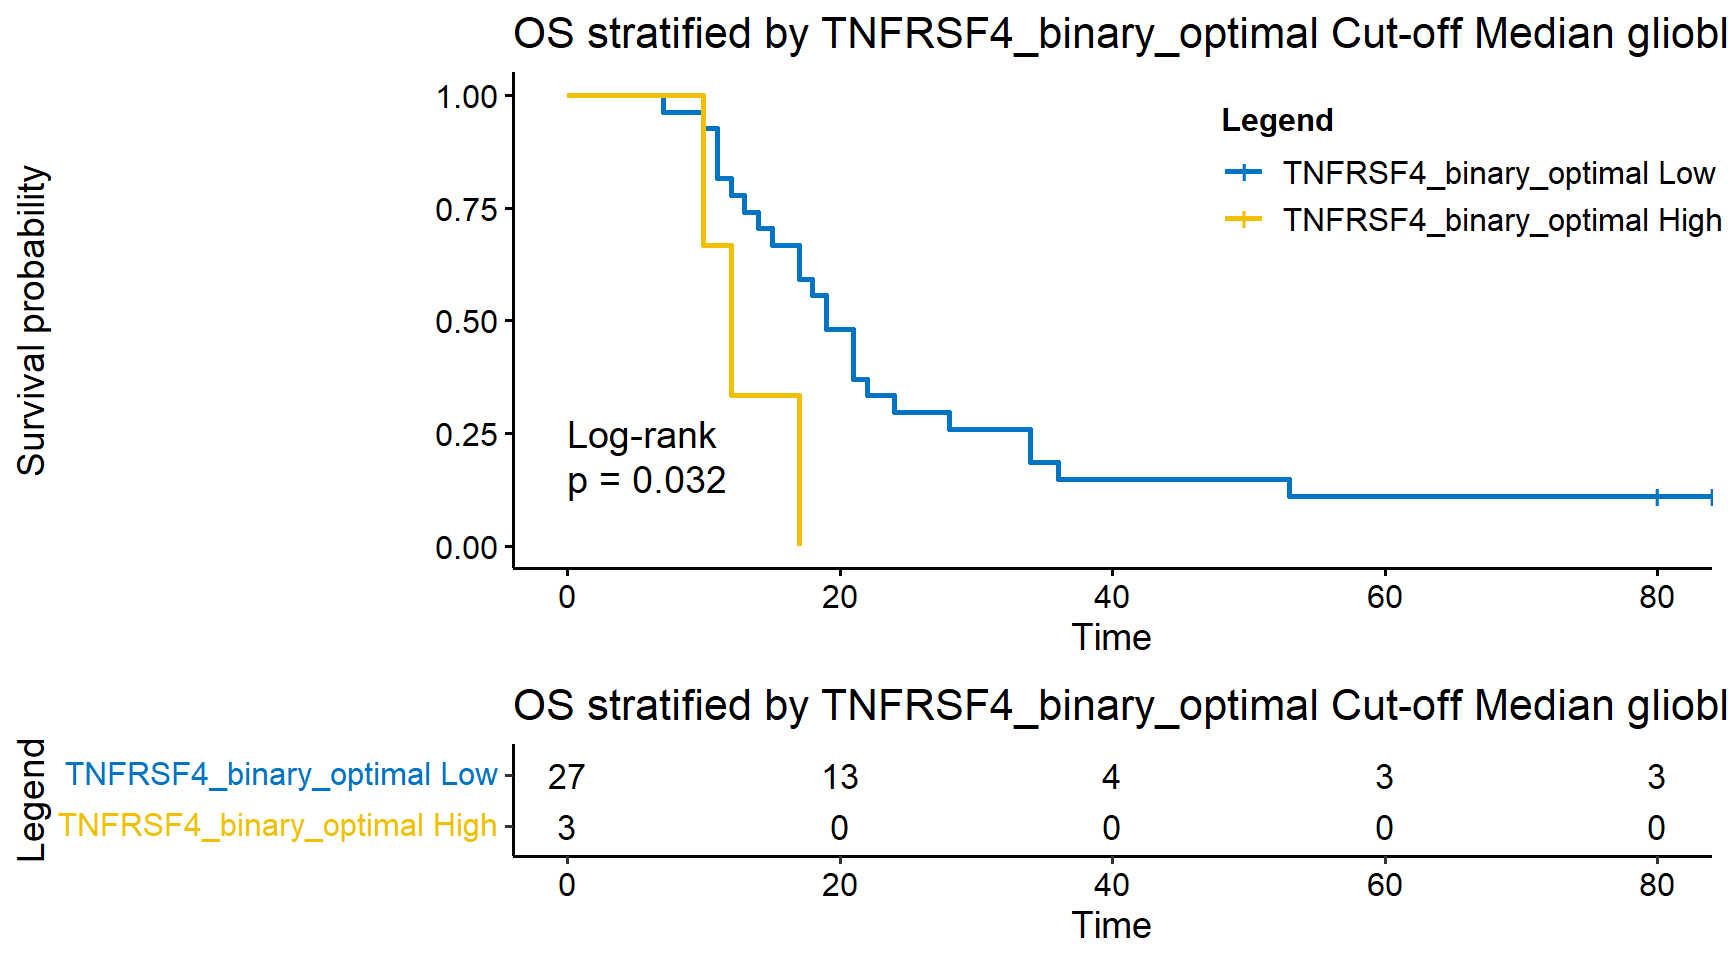 OS stratified by TNFRSF4_binary_optimal Cut-off Median gliobl
Survival probability
1.00
0.75
0.50
0.25
0.00
Legend
TNFRSF4_binary_optimal Low
TNFRSF4_binary_optimal High
Log-rank
p = 0.032
0 20 40 60 80
Time
OS stratified by TNFRSF4_binary_optimal Cut-off Median gliobl
Legend
TNFRSF4_binary_optimal Low 27 13 4 3 3
TNFRSF4_binary_optimal High 3 0 0 0 0
0 20 40 60 80
Time